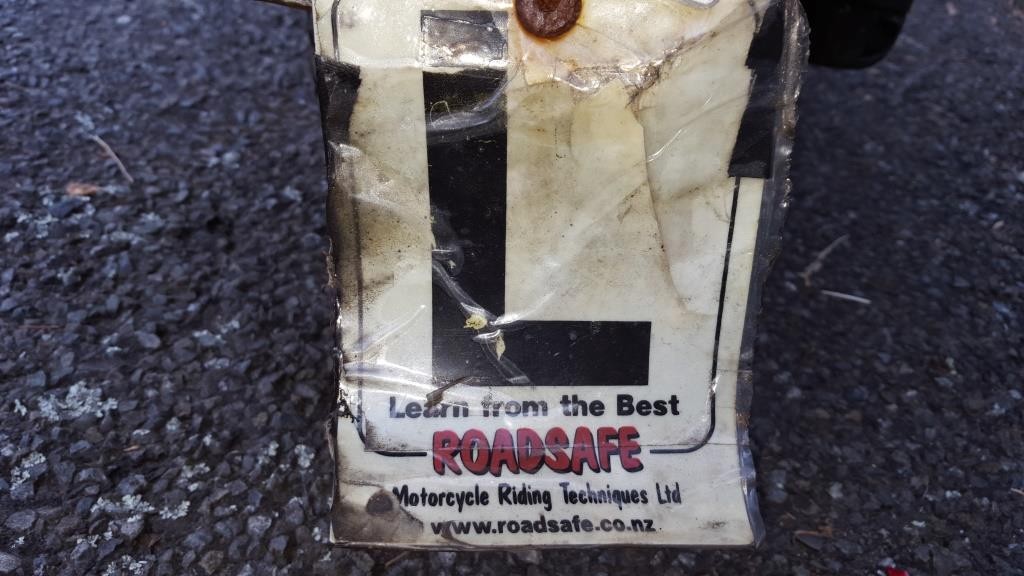 L
Learn from the Best
ROADSAFE
Motorcycle Riding Techniques Ltd
www.roadsafe.co.nz